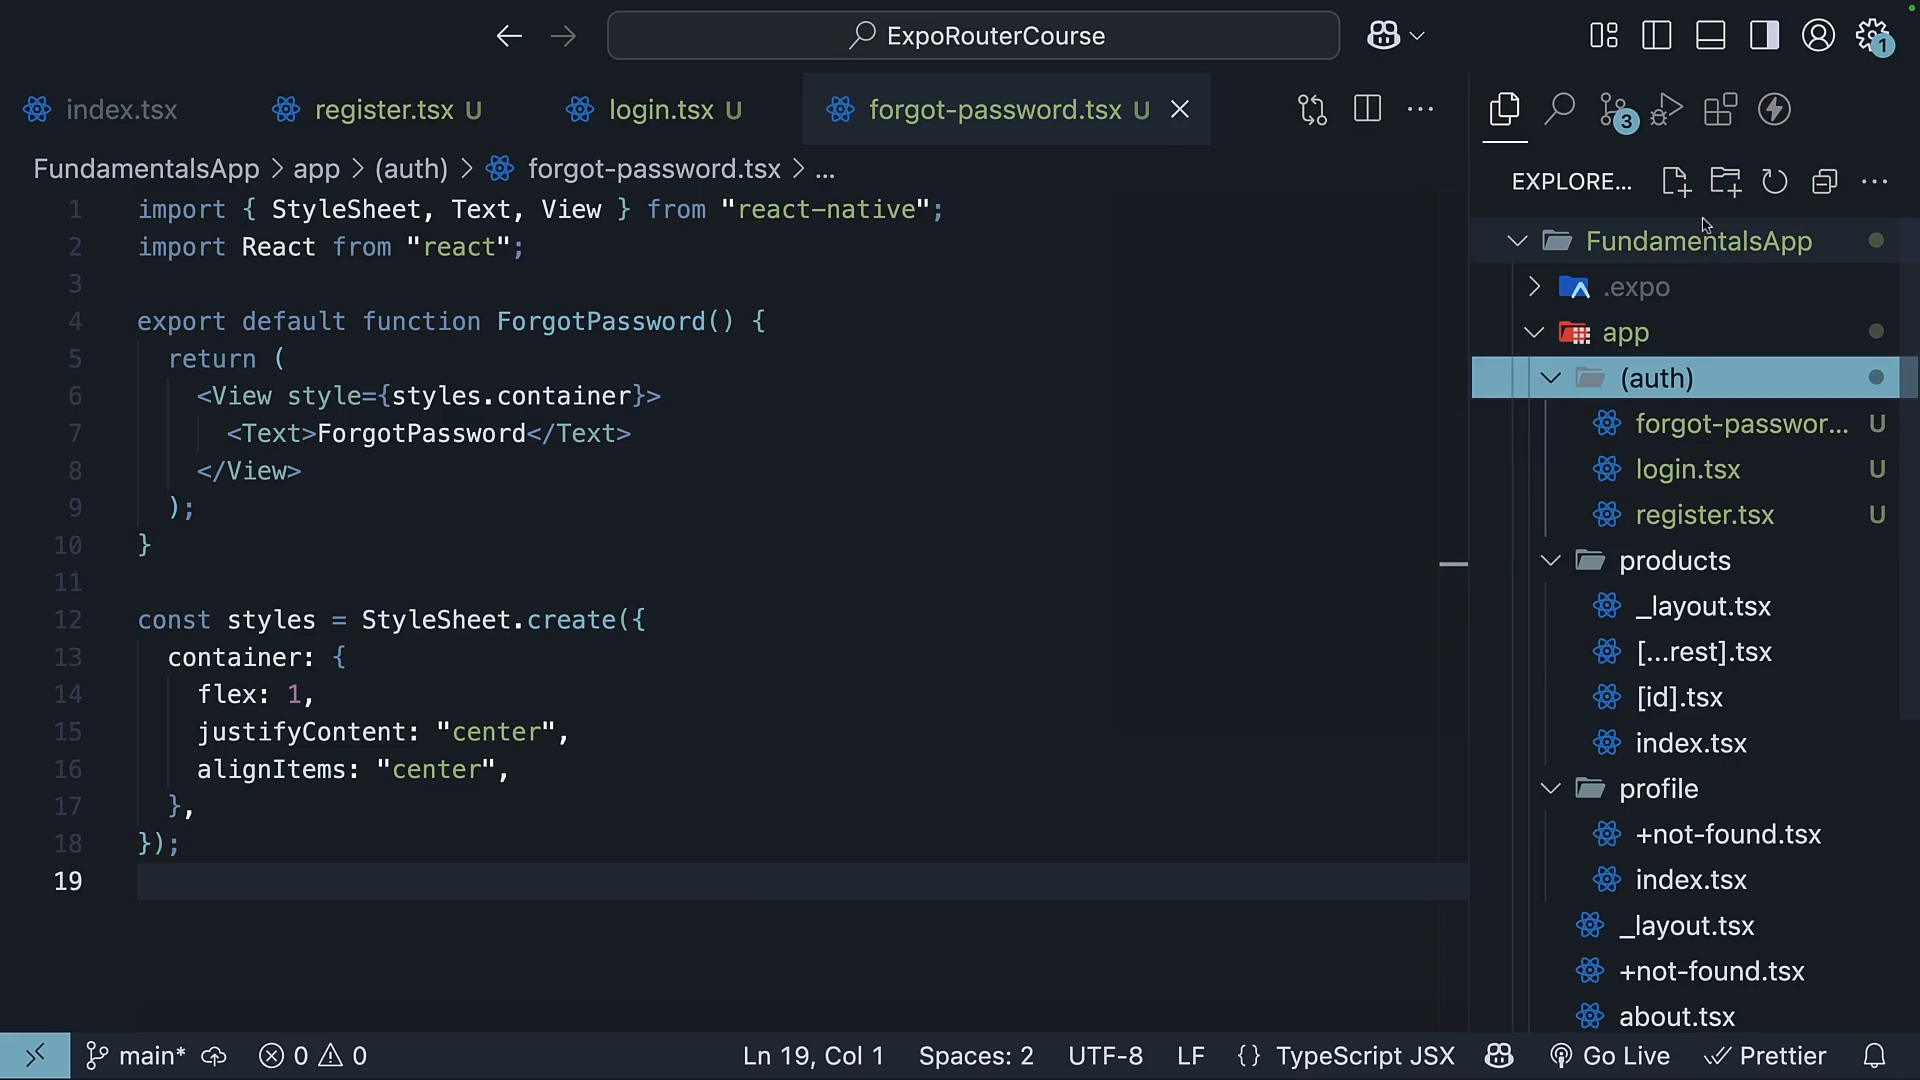 ExpoRouterCourse
1
index.tsx
register.tsx U
login.tsx U
forgot-password.tsx U
3
FundamentalsApp > app > (auth) > forgot-password.tsx > ...
1 import { StyleSheet, Text, View } from "react-native";
2 import React from "react";
3
4 export default function ForgotPassword() {
5 return (
6 <View style={styles.container}>
7 <Text>ForgotPassword</Text>
8 </View>
9 );
10 }
11
12 const styles = StyleSheet.create({
13 container: {
14 flex: 1,
15 justifyContent: "center",
16 alignItems: "center",
17 },
18 });
19
EXPLORE...
FundamentalsApp
.expo
app
(auth)
forgot-passwor... U
login.tsx U
register.tsx U
products
_layout.tsx
[...rest].tsx
[id].tsx
index.tsx
profile
+not-found.tsx
index.tsx
_layout.tsx
+not-found.tsx
about.tsx
main* 0 0 Ln 19, Col 1 Spaces: 2 UTF-8 LF {} TypeScript JSX Go Live Prettier